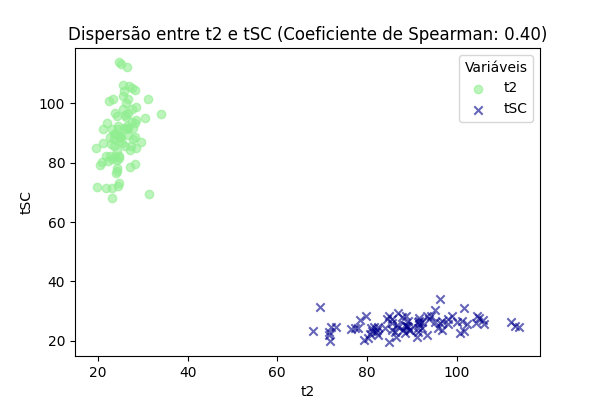 Dispersão entre t2 e tSC (Coeficiente de Spearman: 0.40)
Variáveis
t2
tSC
tSC
100
80
60
40
20
20
40
60
80
100
t2